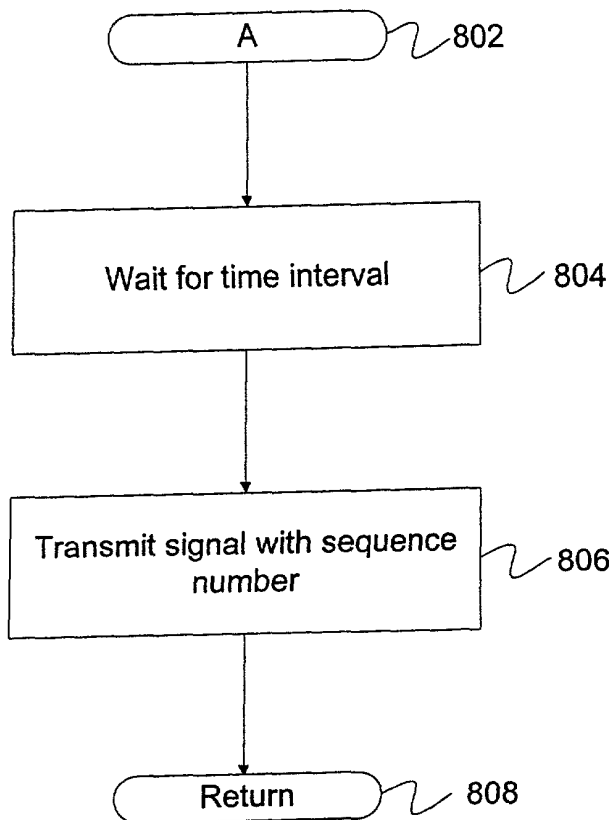 A
802
Wait for time interval
804
Transmit signal with sequence
number
806
Return
808